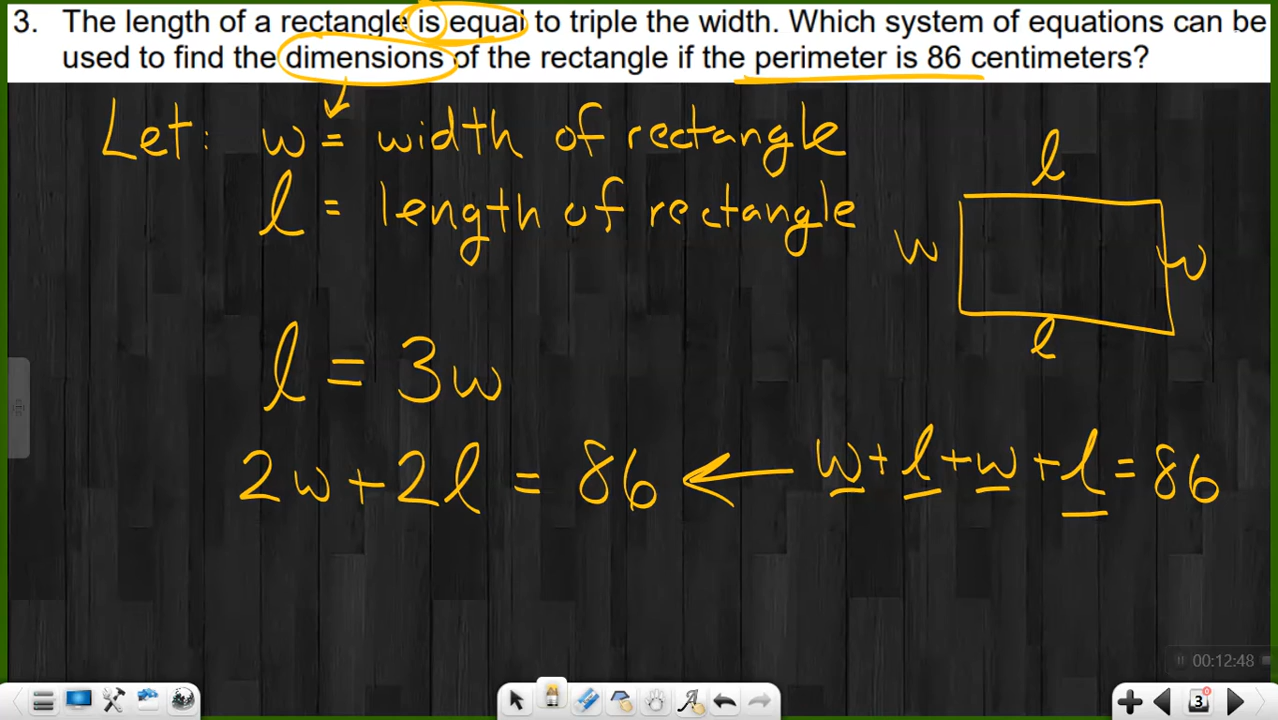 3. The length of a rectangle is equal to triple the width. Which system of equations can be
used to find the dimensions of the rectangle if the perimeter is 86 centimeters?
Let: w = width of rectangle
l = length of rectangle
l
w
w
l
l = 3w
2w + 2l = 86 ← w + l + w + l = 86
00:12:48
3